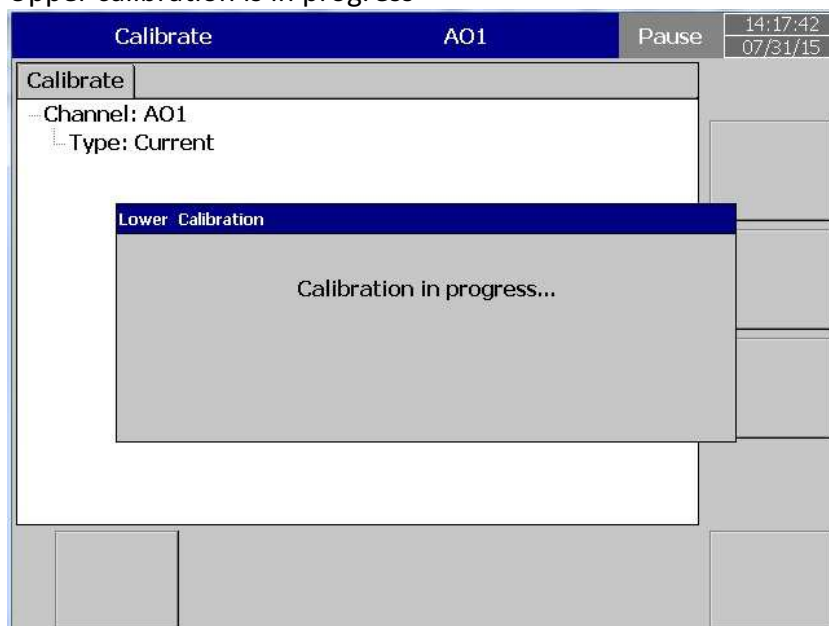 Upper calibration is in progress
Calibrate AO1 Pause 14:17:42
07/31/15
Calibrate
Channel: AO1
Type: Current
Lower Calibration
Calibration in progress...